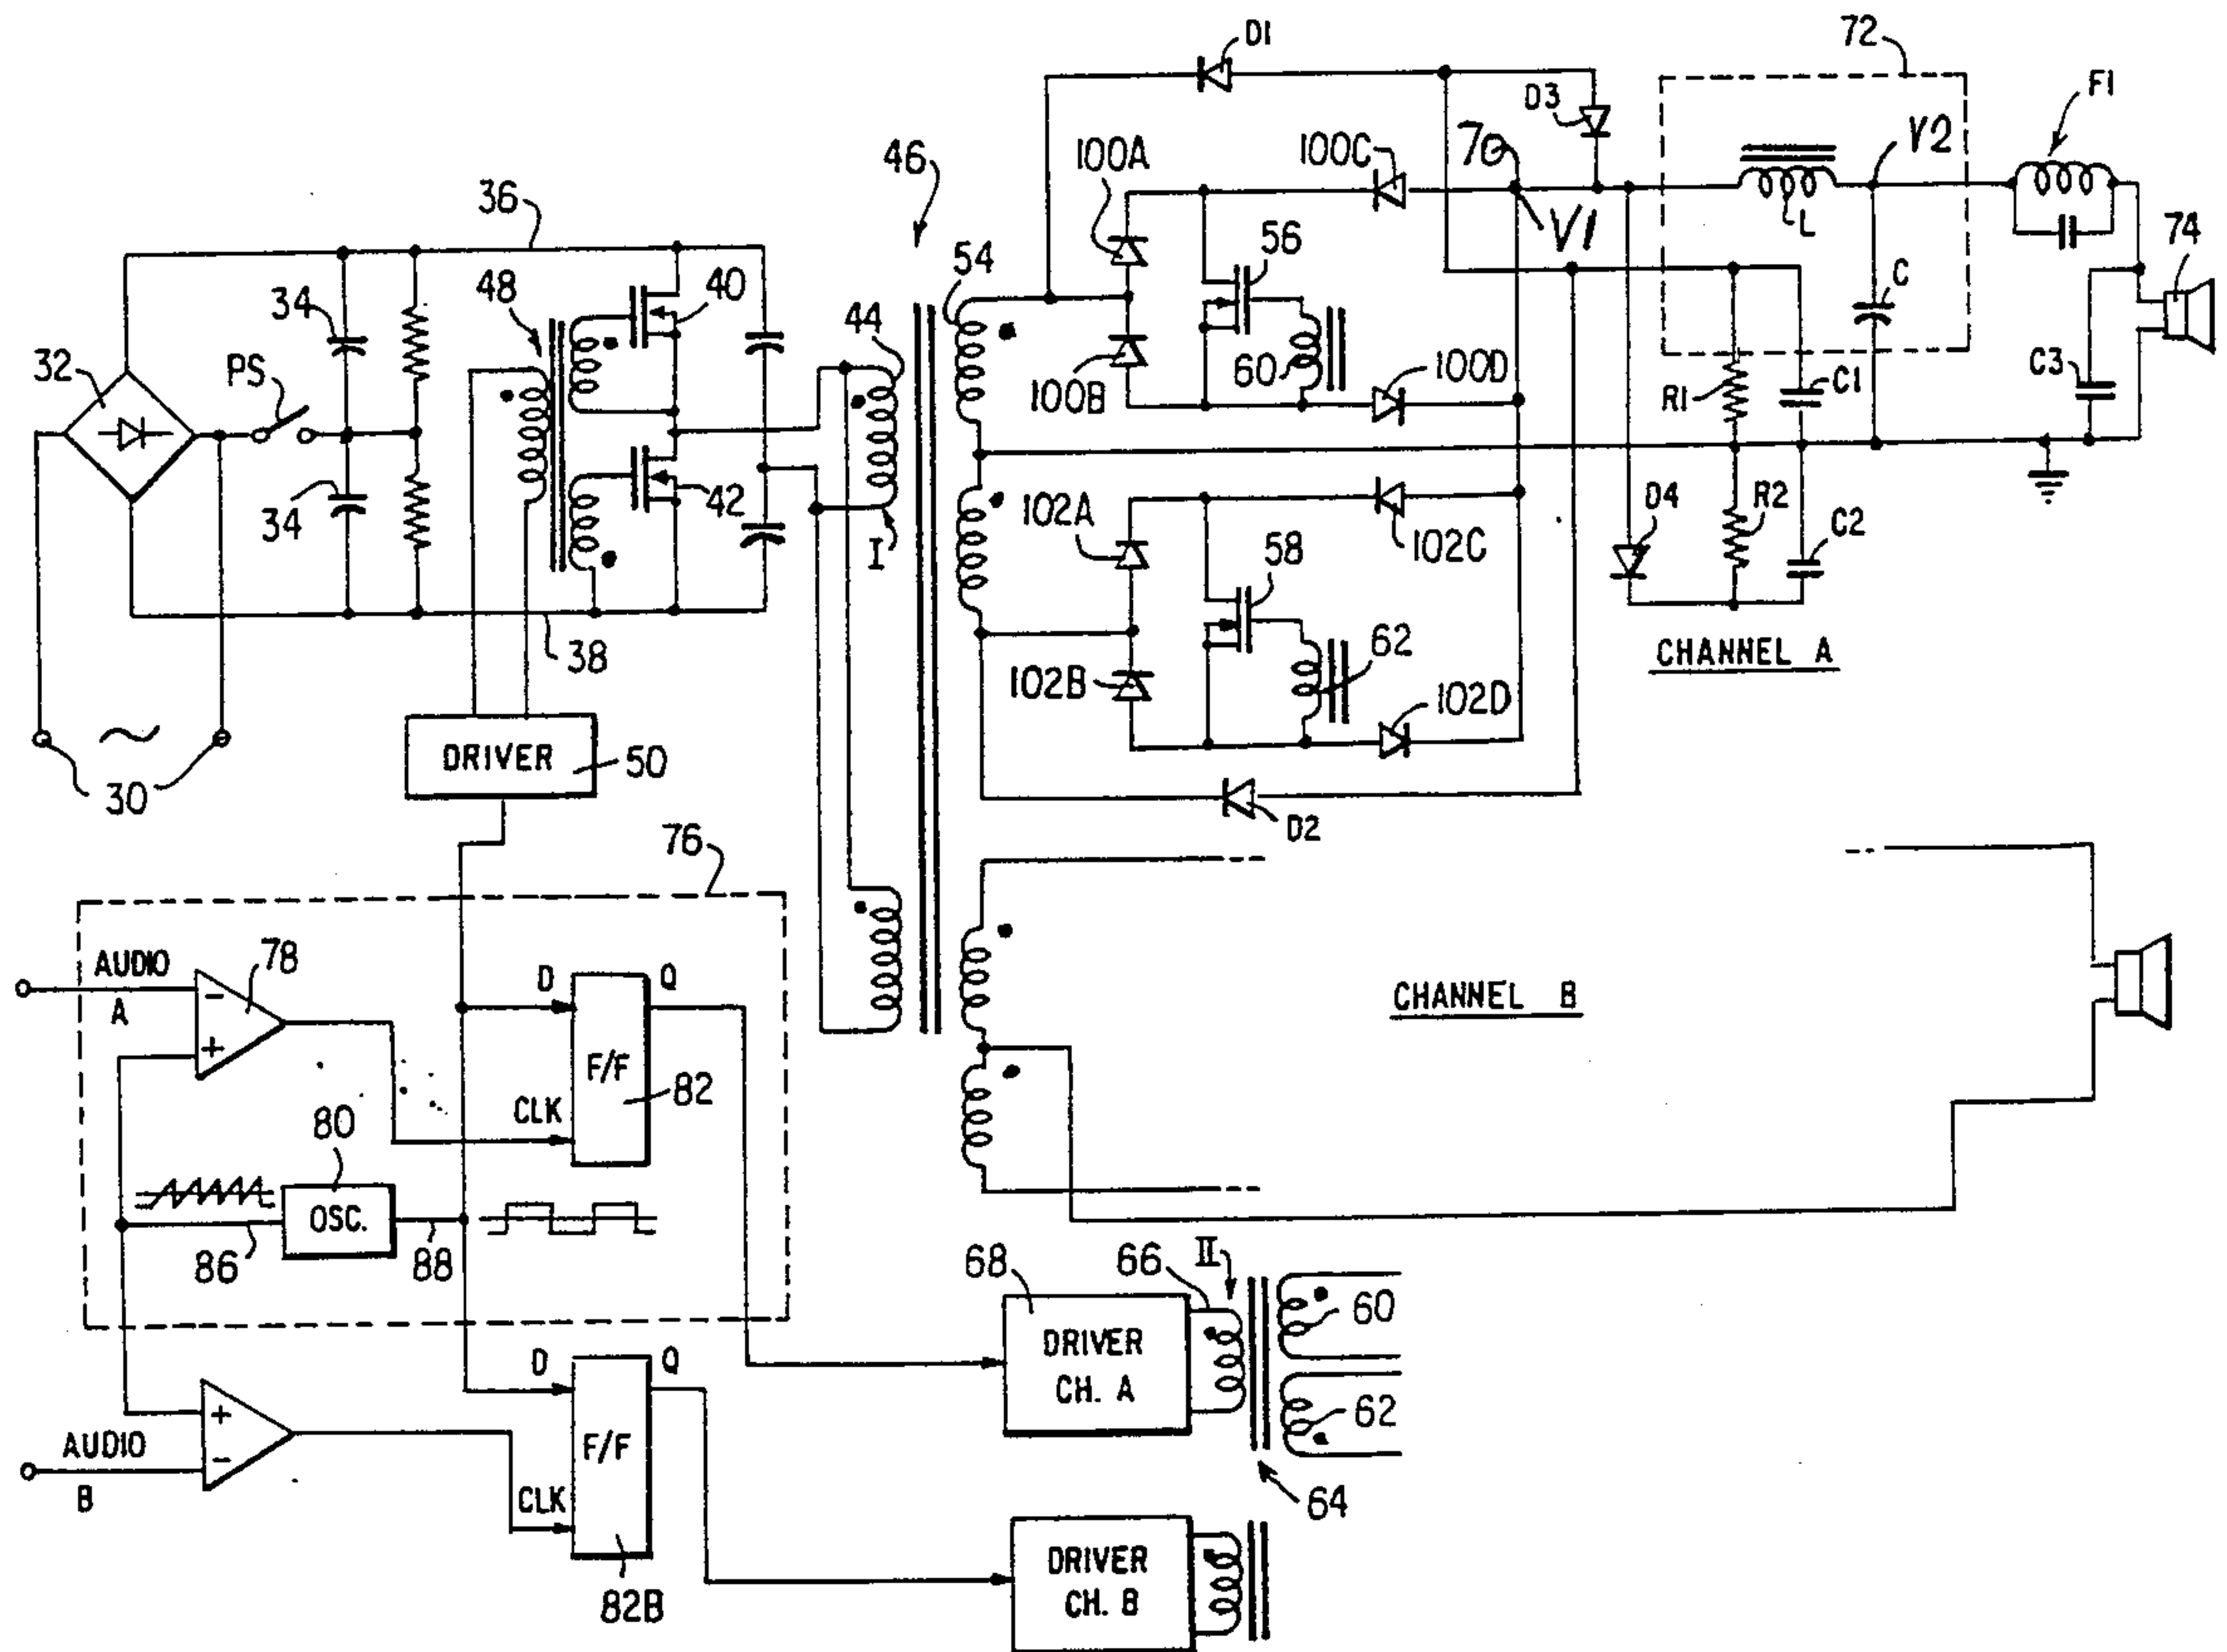 D1
72
F1
D3
V2
100A
100C
70
46
36
54
56
V1
L
74
48
40
44
34
C
32
PS
60
100D
C3
R1
C1
100B
34
42
102A
D4
R2
I
58
102C
C2
38
62
CHANNEL A
102B
102D
DRIVER
50
30
D2
76
AUDIO
A
78
-
+
D
Q
F/F
82
CLK
CHANNEL B
80
OSC.
86
88
68
66
II
60
DRIVER
CH. A
62
D
Q
+
-
AUDIO
B
F/F
CLK
64
82B
DRIVER
CH. B